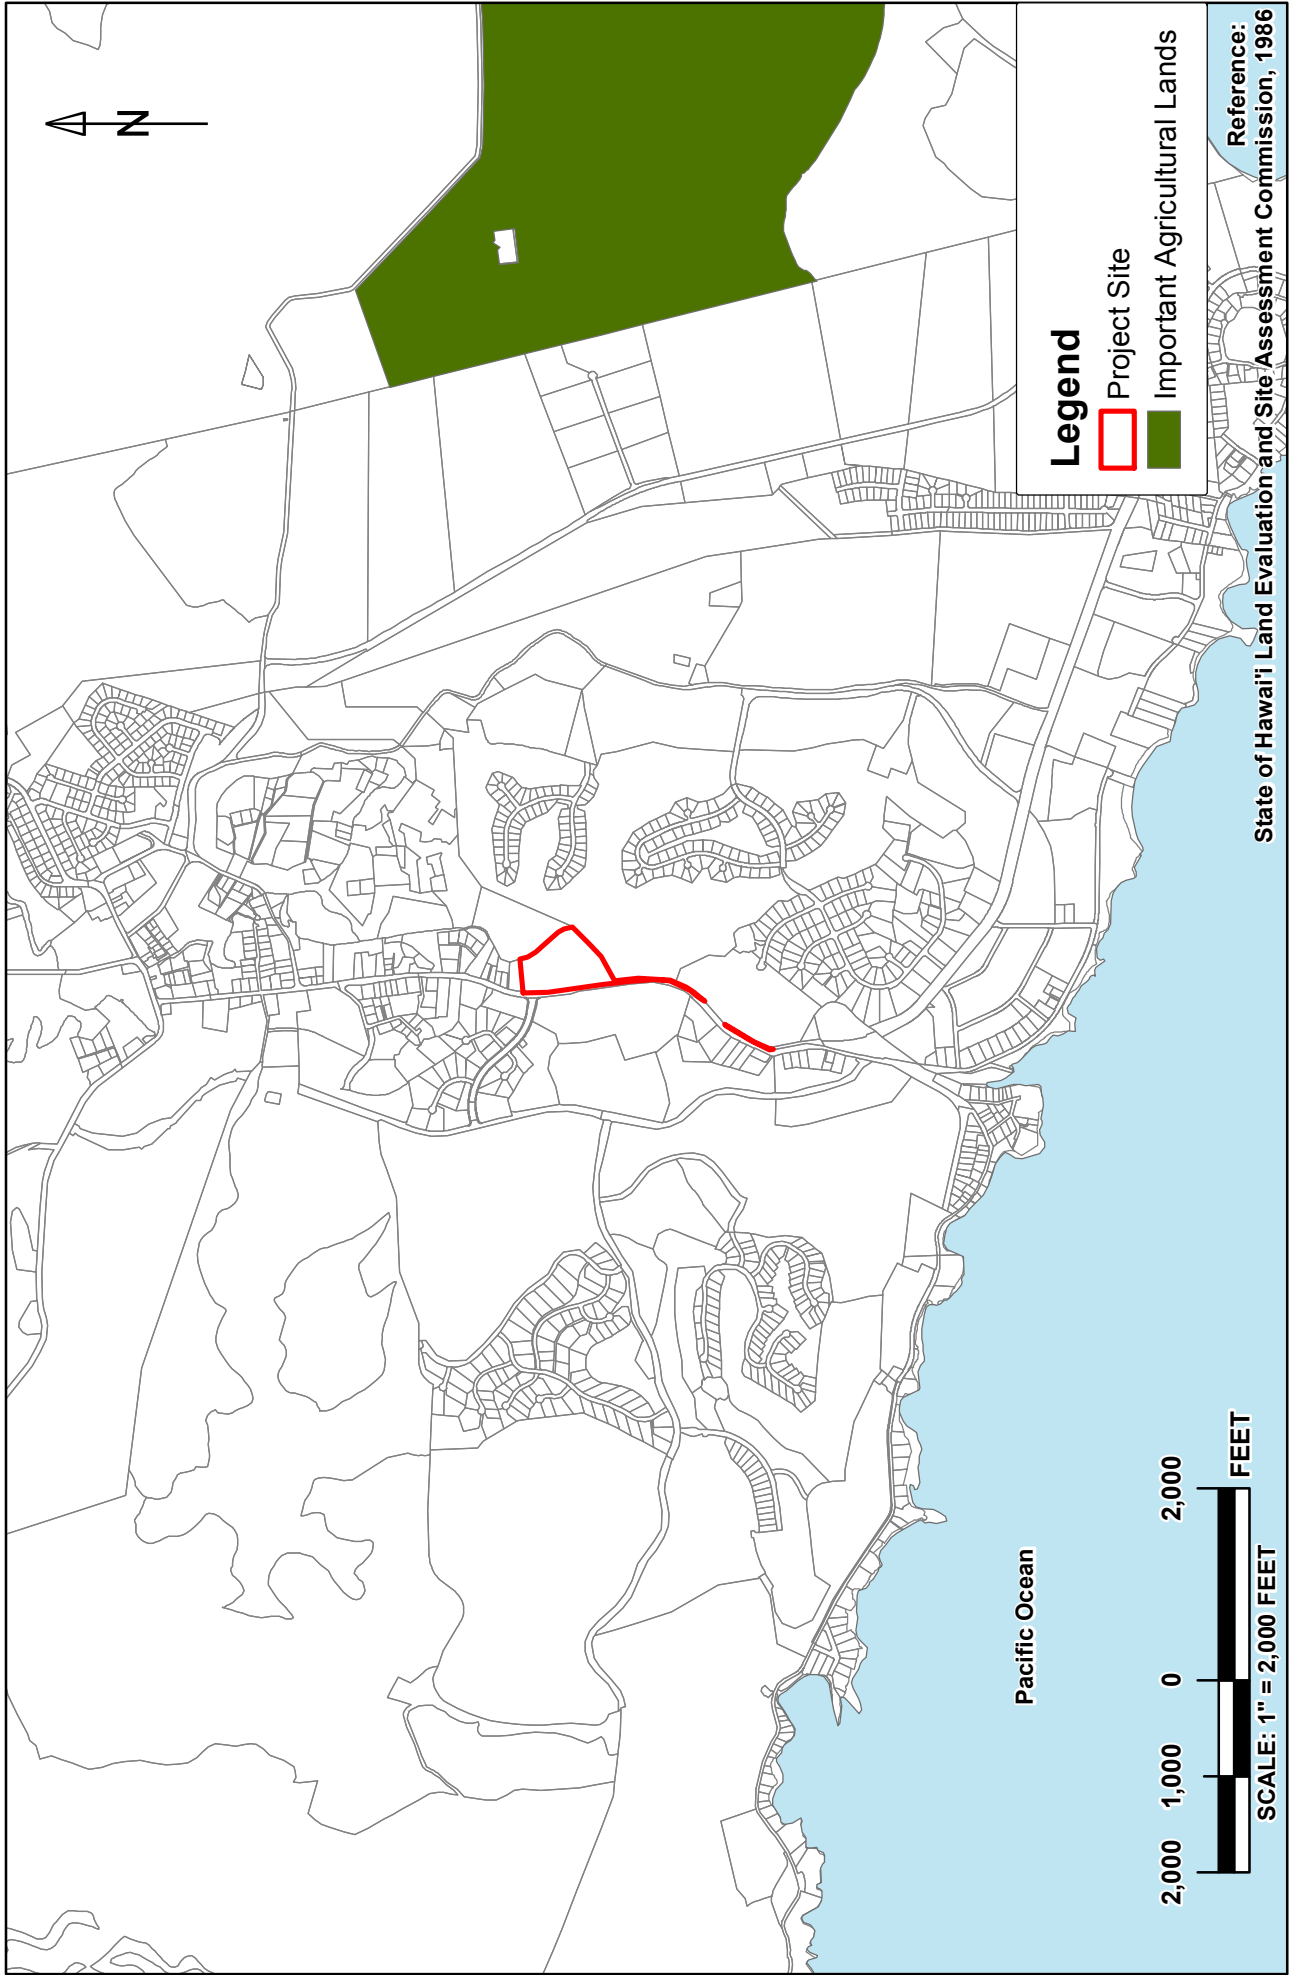 N
Legend
Project Site
Important Agricultural Lands
Pacific Ocean
2,000 1,000 0 2,000
FEET
SCALE: 1" = 2,000 FEET
Reference:
State of Hawai'i Land Evaluation and Site Assessment Commission, 1986